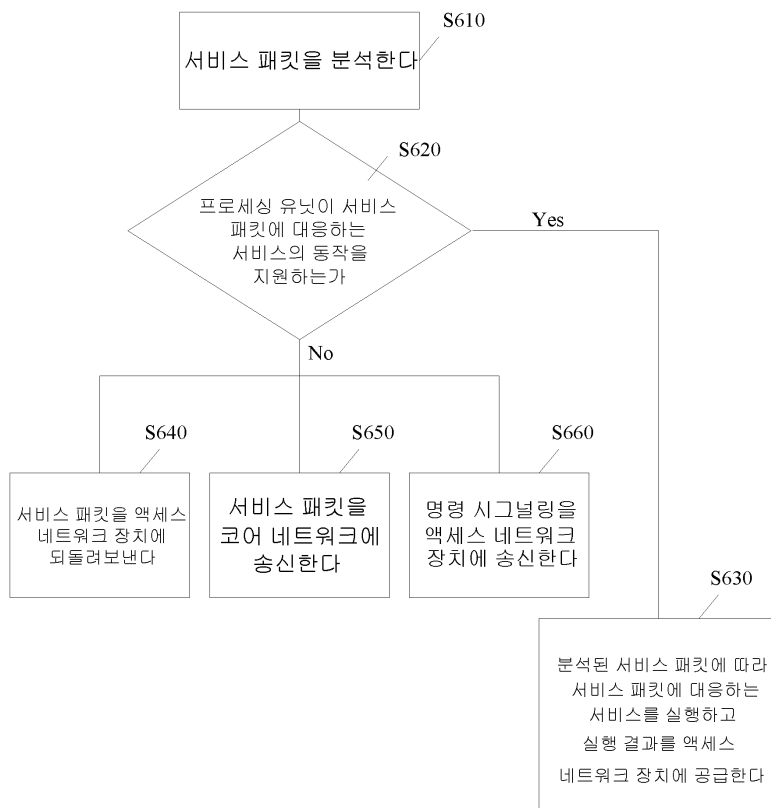 S610
서비스 패킷을 분석한다
S620
프로세싱 유닛이 서비스
패킷에 대응하는
서비스의 동작을
지원하는가
Yes
No
S640
서비스 패킷을 액세스
네트워크 장치에
되돌려보낸다
S650
서비스 패킷을
코어 네트워크에
송신한다
S660
명령 시그널링을
액세스 네트워크
장치에 송신한다
S630
분석된 서비스 패킷에 따라
서비스 패킷에 대응하는
서비스를 실행하고
실행 결과를 액세스
네트워크 장치에 공급한다